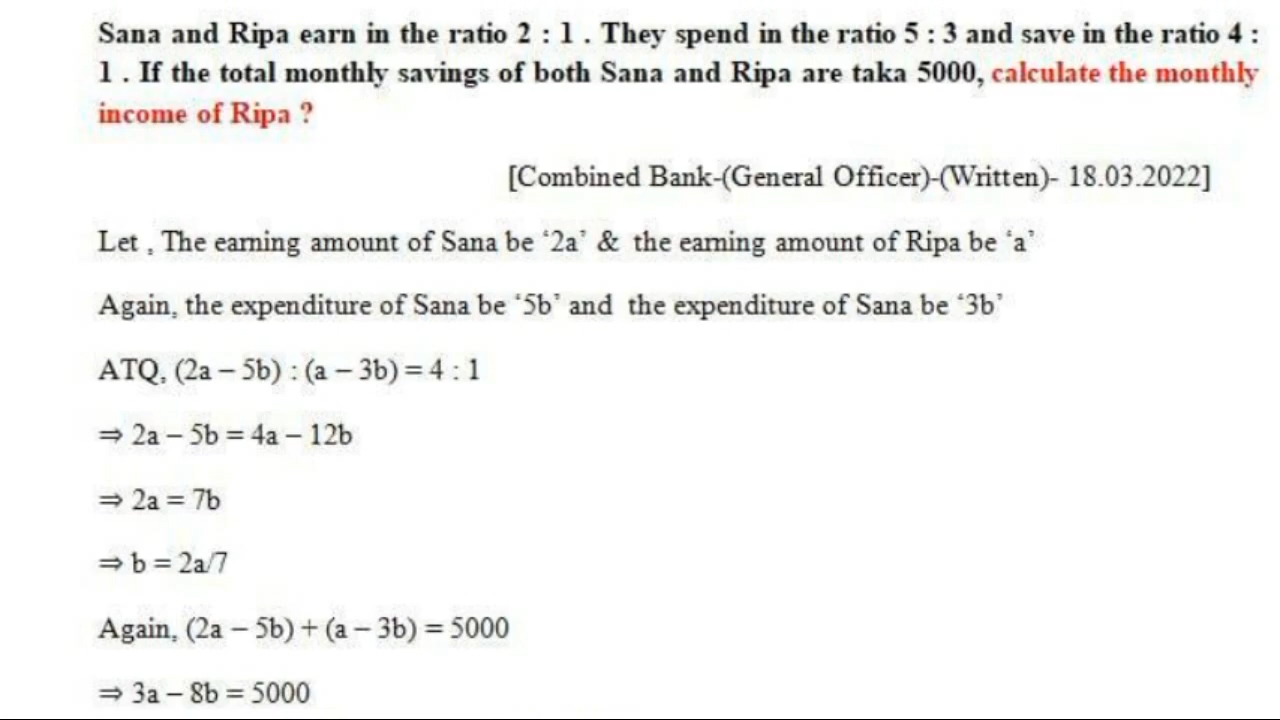 Sana and Ripa earn in the ratio 2 : 1 . They spend in the ratio 5 : 3 and save in the ratio 4 :
1 . If the total monthly savings of both Sana and Ripa are taka 5000, calculate the monthly
income of Ripa ?
[Combined Bank-(General Officer)-(Written)- 18.03.2022]
Let , The earning amount of Sana be ‘2a’ & the earning amount of Ripa be ‘a’
Again, the expenditure of Sana be ‘5b’ and the expenditure of Sana be ‘3b’
ATQ, (2a – 5b) : (a – 3b) = 4 : 1
⇒ 2a – 5b = 4a – 12b
⇒ 2a = 7b
⇒ b = 2a/7
Again, (2a – 5b) + (a – 3b) = 5000
⇒ 3a – 8b = 5000